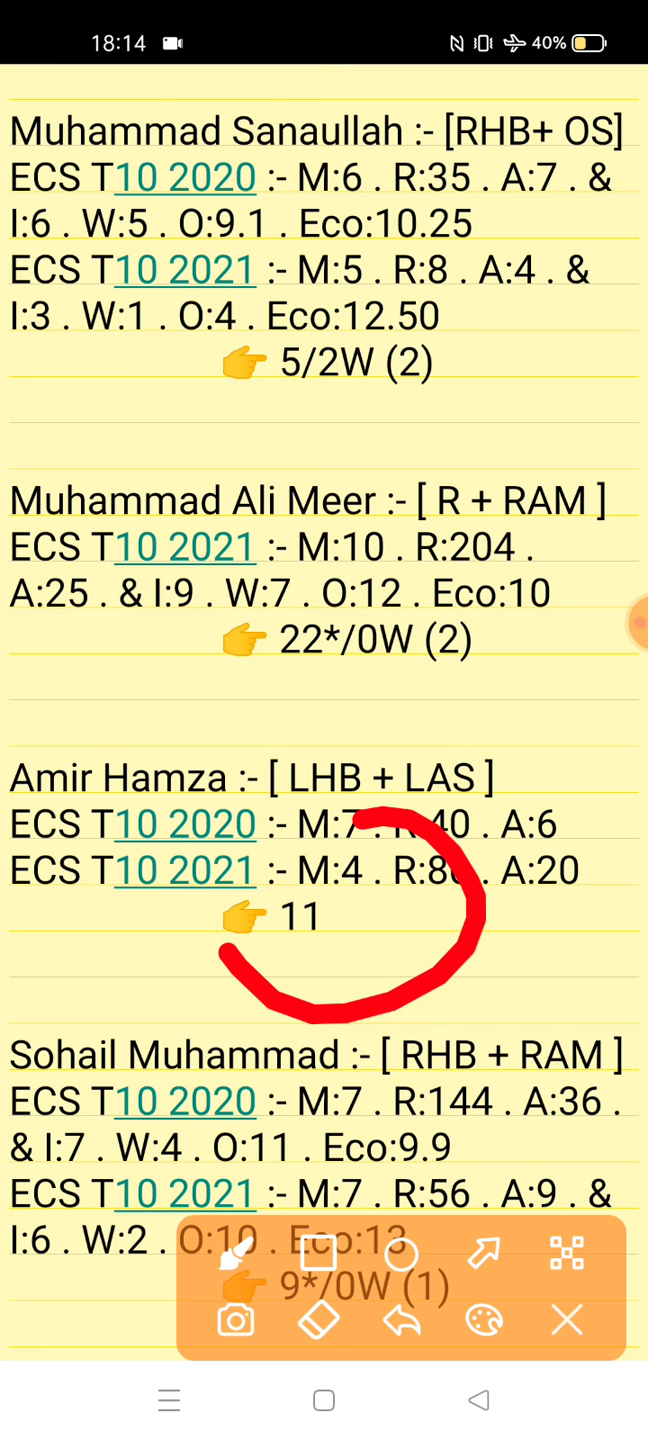 18:14 40%
Muhammad Sanaullah :- [RHB+ OS]
ECS T10 2020 :- M:6 . R:35 . A:7 . &
I:6 . W:5 . O:9.1 . Eco:10.25
ECS T10 2021 :- M:5 . R:8 . A:4 . &
I:3 . W:1 . O:4 . Eco:12.50
👉 5/2W (2)
Muhammad Ali Meer :- [ R + RAM ]
ECS T10 2021 :- M:10 . R:204 .
A:25 . & I:9 . W:7 . O:12 . Eco:10
👉 22*/0W (2)
Amir Hamza :- [ LHB + LAS ]
ECS T10 2020 :- M:7 . R:40 . A:6
ECS T10 2021 :- M:4 . . A:20
👉 11
Sohail Muhammad :- [ RHB + RAM ]
ECS T10 2020 :- M:7 . R:144 . A:36 .
& I:7 . W:4 . O:11 . Eco:9.9
ECS T10 2021 :- M:7 . R:56 . A:9 . &
I:6 . W:2 . O:10 . Eco:13
👉 9*/0W (1)